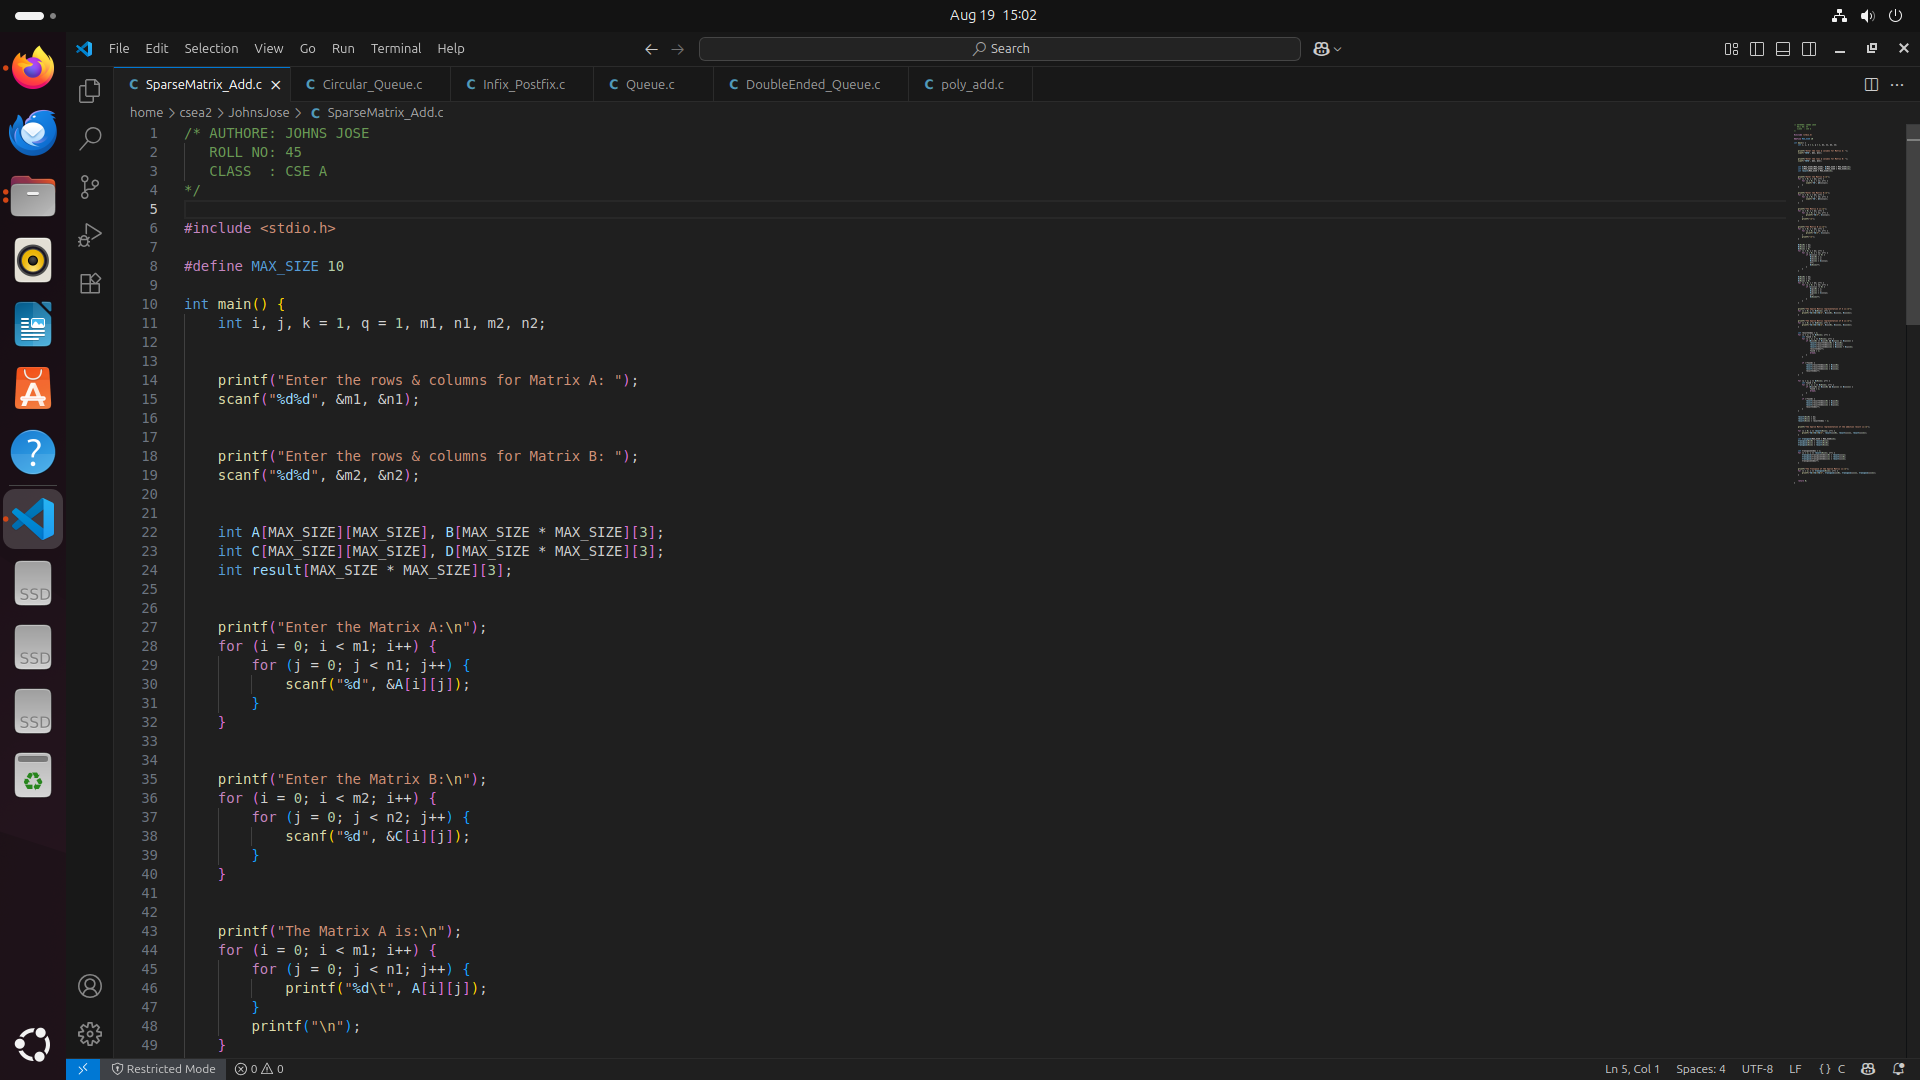 Aug 19 15:02
File Edit Selection View Go Run Terminal Help
Search
SparseMatrix_Add.c
Circular_Queue.c
Infix_Postfix.c
Queue.c
DoubleEnded_Queue.c
poly_add.c
home > csea2 > JohnsJose > C SparseMatrix_Add.c
1 /* AUTHORE: JOHNS JOSE
2 ROLL NO: 45
3 CLASS : CSE A
4 */
5
6 #include <stdio.h>
7
8 #define MAX_SIZE 10
9
10 int main() {
11 int i, j, k = 1, q = 1, m1, n1, m2, n2;
12
13
14 printf("Enter the rows & columns for Matrix A: ");
15 scanf("%d%d", &m1, &n1);
16
17
18 printf("Enter the rows & columns for Matrix B: ");
19 scanf("%d%d", &m2, &n2);
20
21
22 int A[MAX_SIZE][MAX_SIZE], B[MAX_SIZE * MAX_SIZE][3];
23 int C[MAX_SIZE][MAX_SIZE], D[MAX_SIZE * MAX_SIZE][3];
24 int result[MAX_SIZE * MAX_SIZE][3];
25
26
27 printf("Enter the Matrix A:\n");
28 for (i = 0; i < m1; i++) {
29 for (j = 0; j < n1; j++) {
30 scanf("%d", &A[i][j]);
31 }
32 }
33
34
35 printf("Enter the Matrix B:\n");
36 for (i = 0; i < m2; i++) {
37 for (j = 0; j < n2; j++) {
38 scanf("%d", &C[i][j]);
39 }
40 }
41
42
43 printf("The Matrix A is:\n");
44 for (i = 0; i < m1; i++) {
45 for (j = 0; j < n1; j++) {
46 printf("%d\t", A[i][j]);
47 }
48 printf("\n");
49 }
SSD
SSD
SSD
Restricted Mode 0 0
Ln 5, Col 1 Spaces: 4 UTF-8 LF {} C